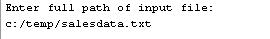 Enter full path of input file:
c:/temp/salesdata.txt